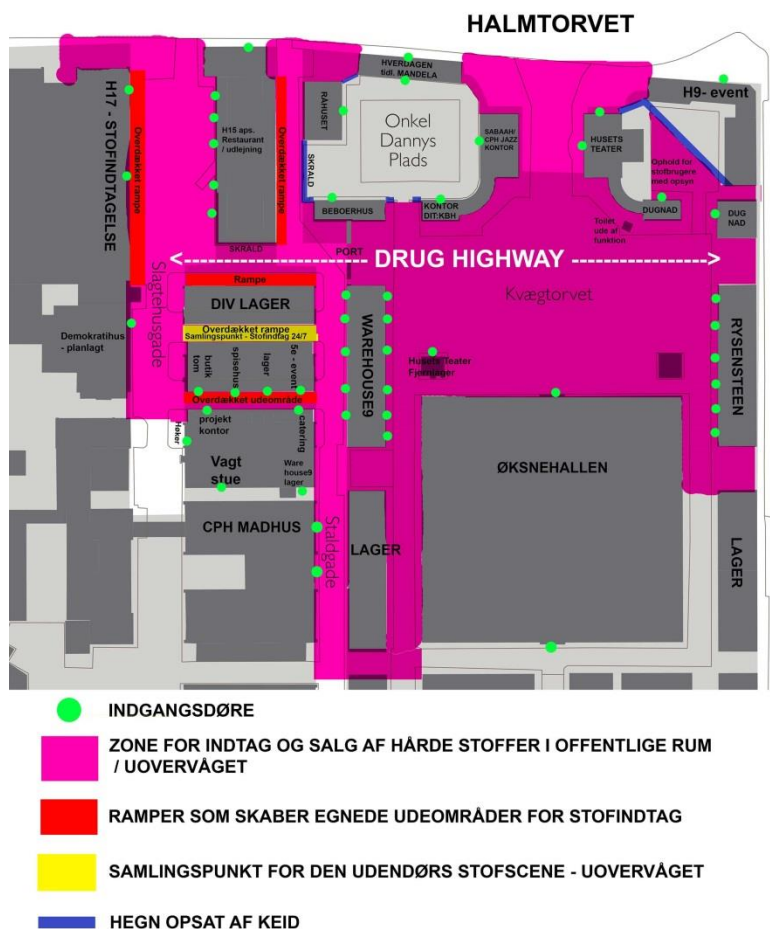 HALMTORVET
HVERDAGEN
tidl. MANDELA
H9- event
H17 - STOFINDTAGELSE
Overdækket rampe
H15 aps.
Restaurant
/ udlejning
Overdækket rampe
RÅHUSET
SKRALD
Onkel
Dannys
Plads
SABAAH/
CPH JAZZ
KONTOR
HUSETS
TEATER
Ophold for
stofbrugere
med opsyn
BEBOERHUS
KONTOR
DIT:KBH
DUGNAD
DUG
NAD
Toilet
ude af
funktion
SKRALD
PORT
<----------- DRUG HIGHWAY ----------->
Slagtehusgade
Rampe
DIV LAGER
Kvægtorvet
Overdækket rampe
Samlingspunkt - Stofindtag 24/7
Demokratihus
- planlagt
tom
butik
spisehus
lager
5e - event
WAREHOUSE9
Husets Teater
Fjernlager
RYSENSTEEN
Overdækket udeområde
Høker
projekt
kontor
catering
Vagt
stue
Ware
house9
lager
ØKSNEHALLEN
CPH MADHUS
Staldgade
LAGER
LAGER
INDGANGSDØRE
ZONE FOR INDTAG OG SALG AF HÅRDE STOFFER I OFFENTLIGE RUM
/ UOVERVÅGET
RAMPER SOM SKABER EGNEDE UDEOMRÅDER FOR STOFINDTAG
SAMLINGSPUNKT FOR DEN UDENDØRS STOFSCENE - UOVERVÅGET
HEGN OPSAT AF KEID